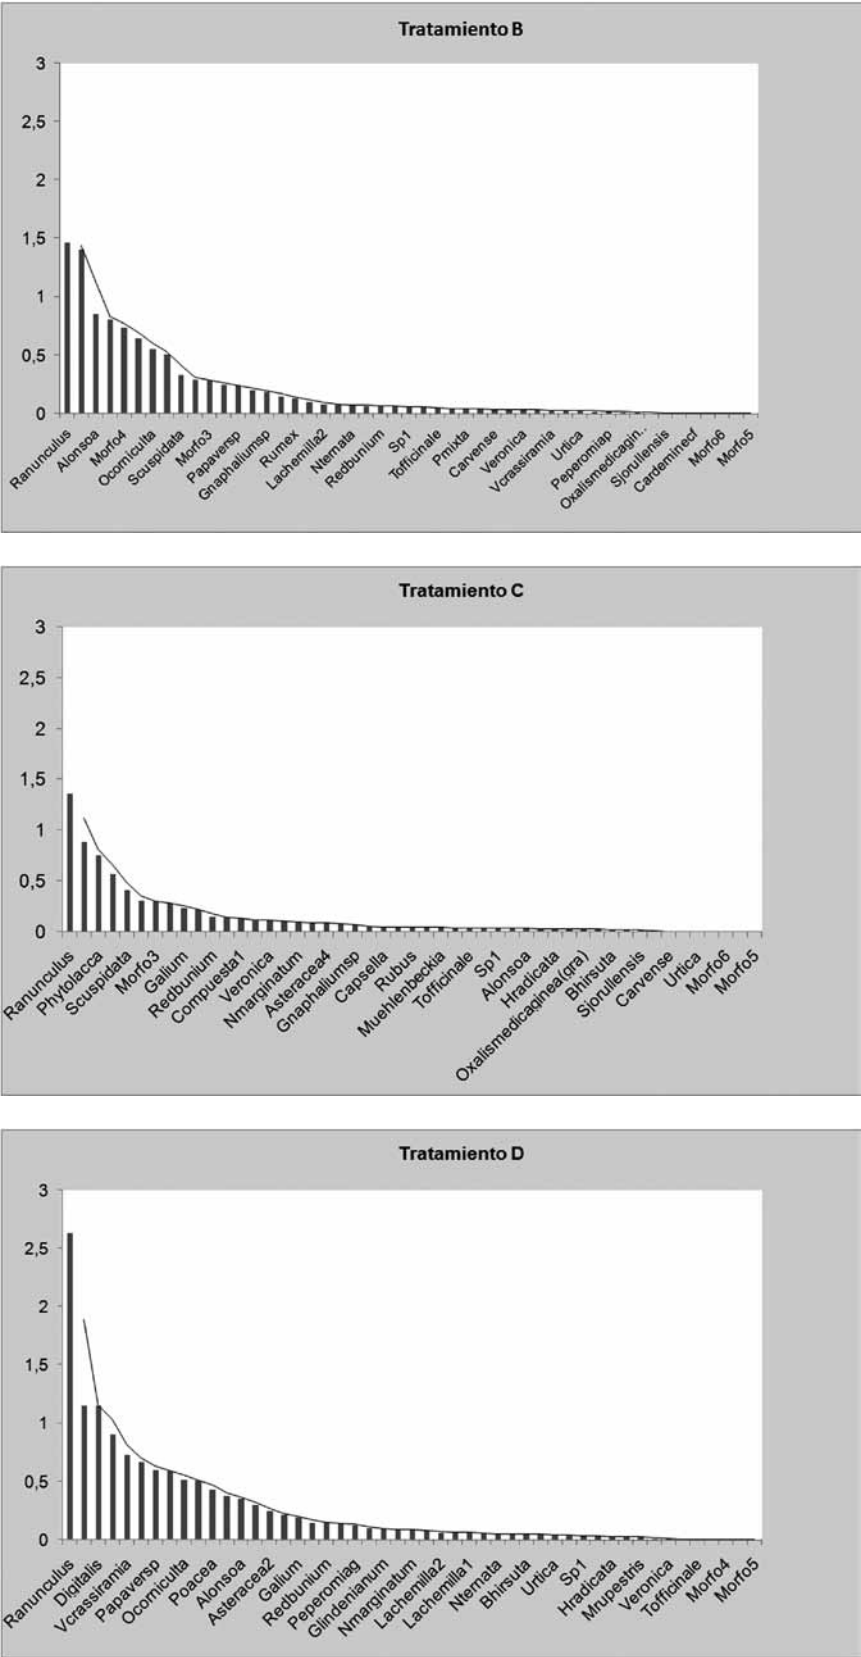 Tratamiento B
3
2,5
2
1,5
1
0,5
0
Ranunculus
Alonsoa
Morfo4
Ocorniculta
Scuspidata
Morfo3
Papaversp
Gnaphaliumsp
Rumex
Lachemilla2
Nternata
Redbunium
Sp1
Tofficinale
Pmixta
Carvense
Veronica
Vcrassiramia
Urtica
Peperomiap
Oxalismedicagin..
Sjorullensis
Cardeminecf
Morfo6
Morfo5
Tratamiento C
3
2,5
2
1,5
1
0,5
0
Ranunculus
Phytolacca
Scuspidata
Morfo3
Galium
Redbunium
Compuesta1
Veronica
Nmarginatum
Asteracea4
Gnaphaliumsp
Capsella
Rubus
Muehlenbeckia
Tofficinale
Sp1
Alonsoa
Hradicata
Oxalismedicaginea(qra)
Bhirsuta
Sjorullensis
Carvense
Urtica
Morfo6
Morfo5
Tratamiento D
3
2,5
2
1,5
1
0,5
0
Ranunculus
Digitalis
Vcrassiramia
Papaversp
Ocorniculta
Poacea
Alonsoa
Asteracea2
Galium
Redbunium
Peperomiag
Glindenianum
Nmarginatum
Lachemilla2
Lachemilla1
Nternata
Bhirsuta
Urtica
Sp1
Hradicata
Mrupestris
Veronica
Tofficinale
Morfo4
Morfo5